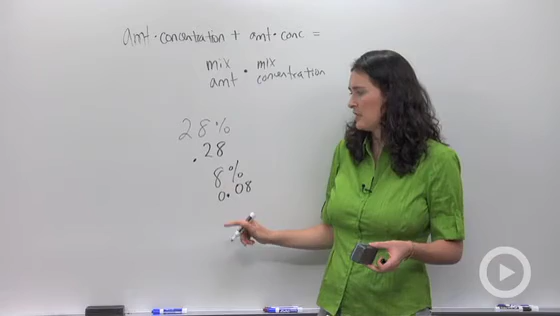 amt · concentration + amt · conc =
mix amt · mix concentration
28%
.28
8%
0.08